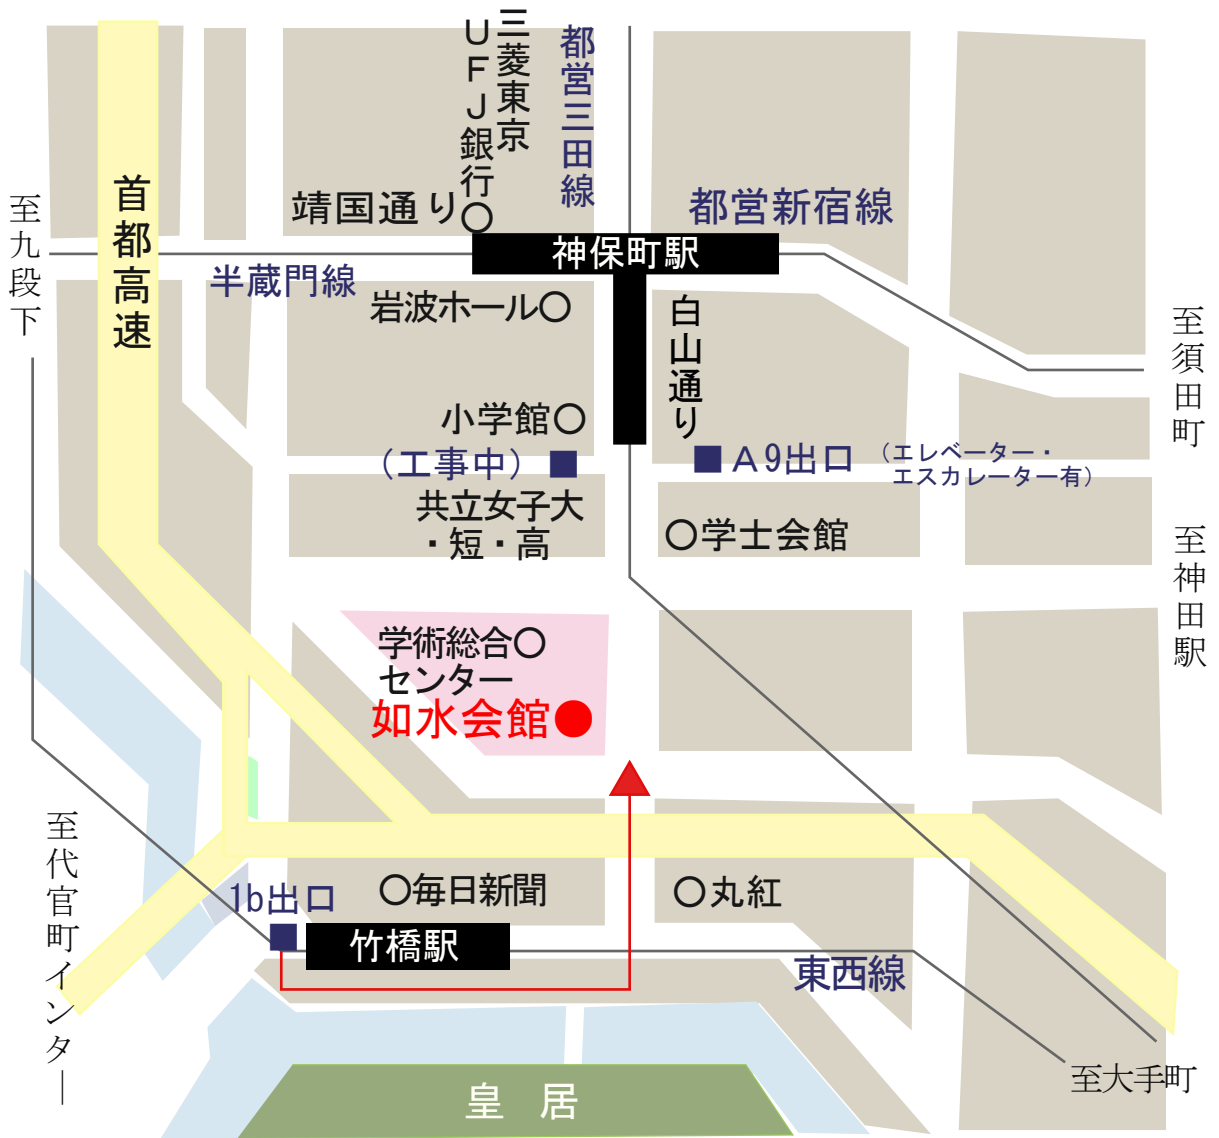 三菱東京
ＵＦＪ銀行
都営三田線
首都高速
靖国通り
都営新宿線
至九段下
神保町駅
半蔵門線
岩波ホール
白山通り
至須田町
小学館
（工事中）
Ａ9出口
（エレベーター・
エスカレーター有）
共立女子大
・短・高
学士会館
至神田駅
学術総合
センター
如水会館
至代官町インター
1b出口
毎日新聞
丸紅
竹橋駅
東西線
至大手町
皇居